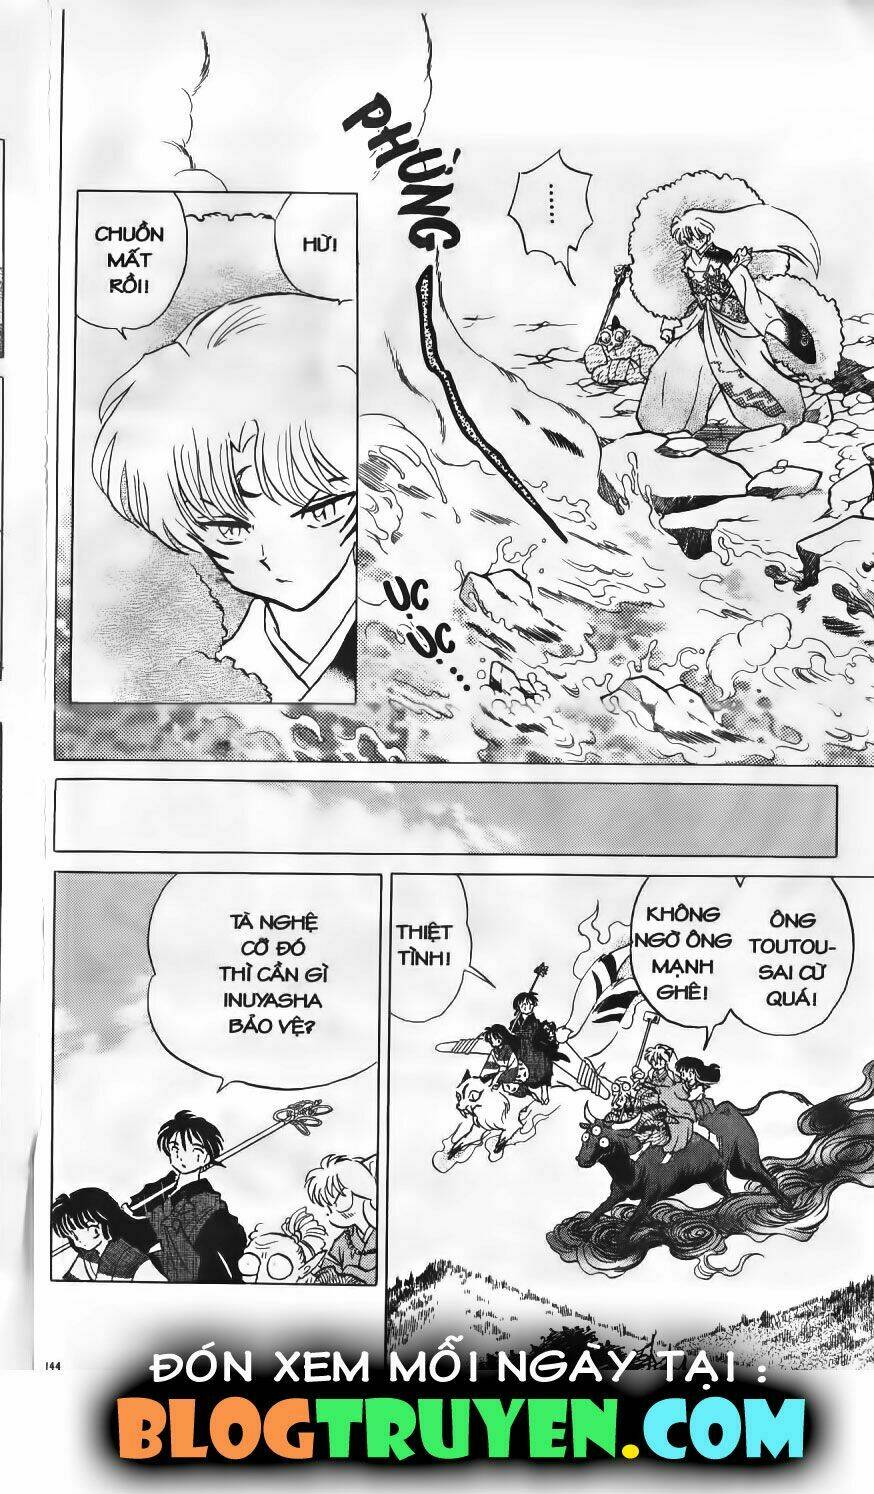 PHỪNG
......
HỪ!
CHUỒN
MẤT
RỒI!
ỤC
ỤC....
ÔNG
TOUTOU-
SAI CỪ
QUÁ!
KHÔNG
NGỜ ÔNG
MẠNH
GHÊ!
THIỆT
TÌNH!
TÀ NGHỆ
CỠ ĐÓ
THÌ CẦN GÌ
INUYASHA
BẢO VỆ?
144
ĐÓN XEM MỖI NGÀY TẠI :
BLOGTRUYEN.COM